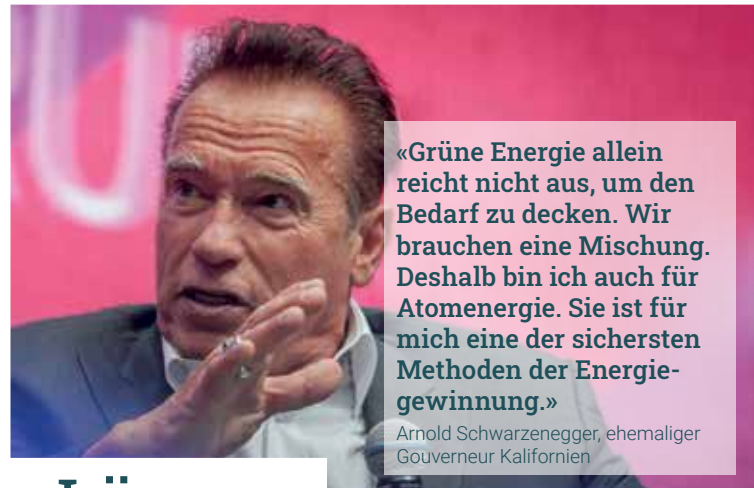 «Grüne Energie allein
reicht nicht aus, um den
Bedarf zu decken. Wir
brauchen eine Mischung.
Deshalb bin ich auch für
Atomenergie. Sie ist für
mich eine der sichersten
Methoden der Energie-
gewinnung.»
Arnold Schwarzenegger, ehemaliger
Gouverneur Kalifornien